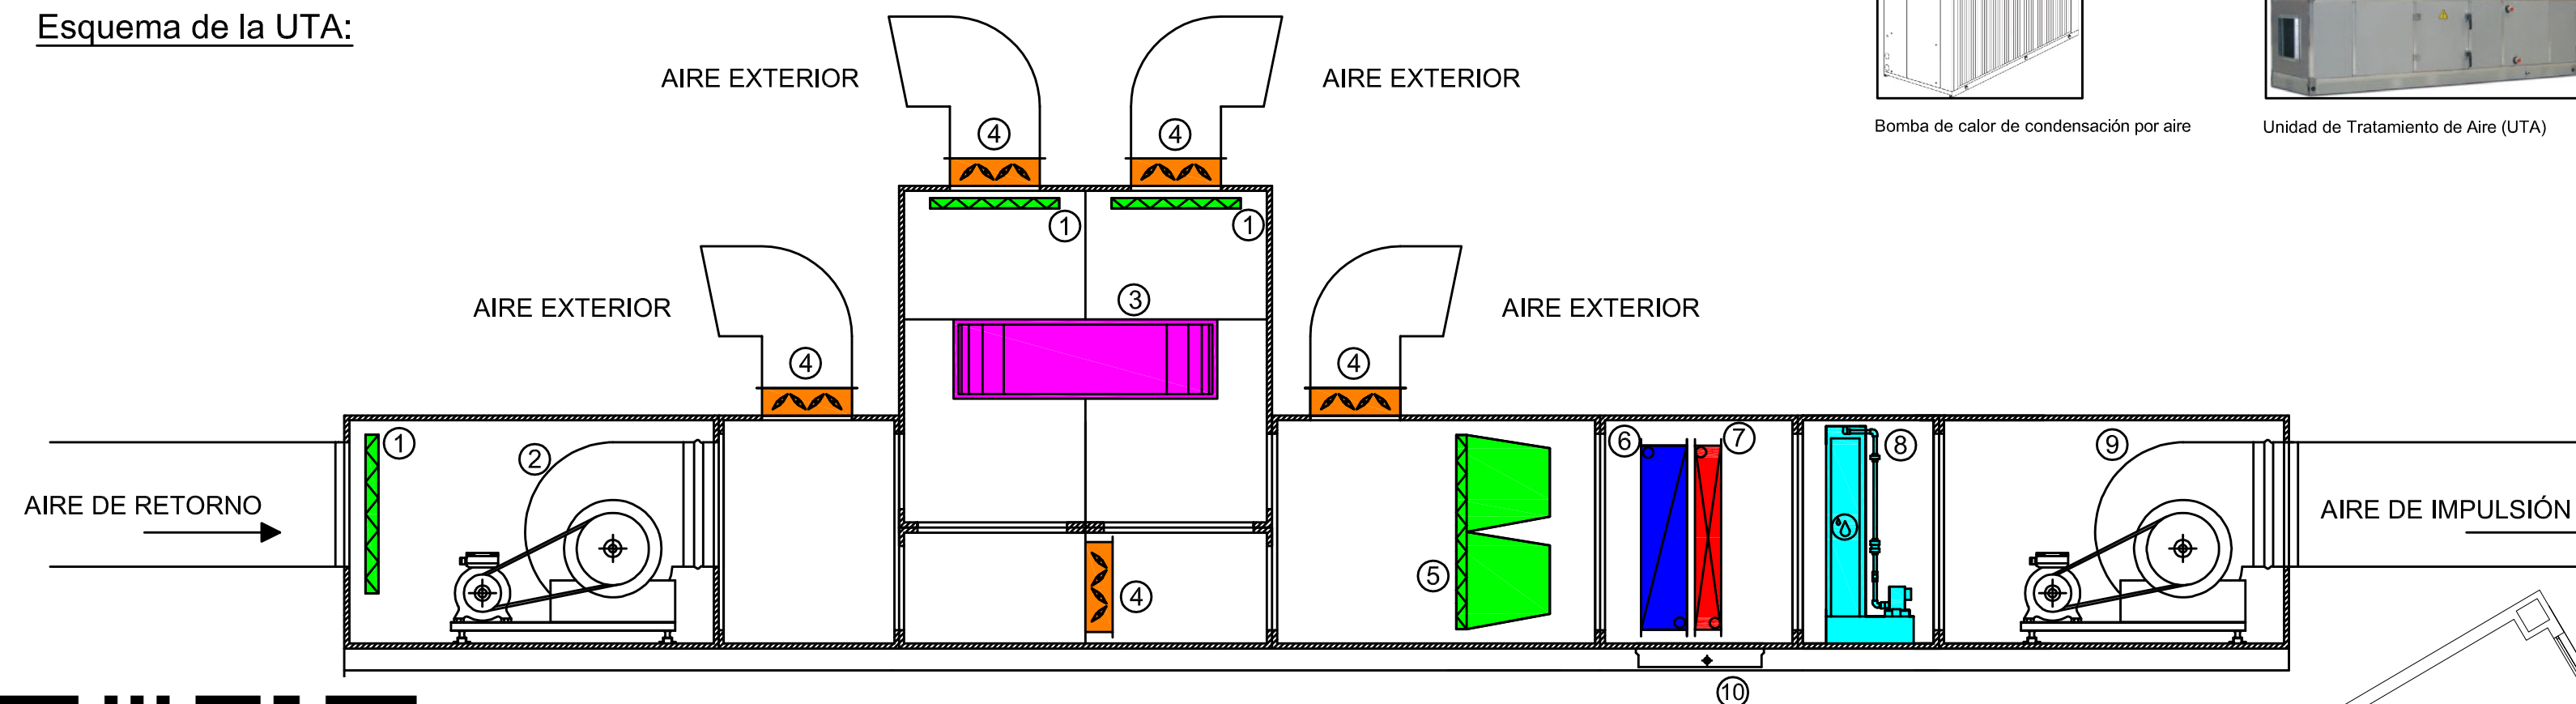 Esquema de la UTA:
AIRE EXTERIOR
AIRE EXTERIOR
Bomba de calor de condensación por aire
Unidad de Tratamiento de Aire (UTA)
4
4
1
1
AIRE EXTERIOR
3
AIRE EXTERIOR
4
4
1
2
6
7
8
9
AIRE DE RETORNO
AIRE DE IMPULSIÓN
5
4
10